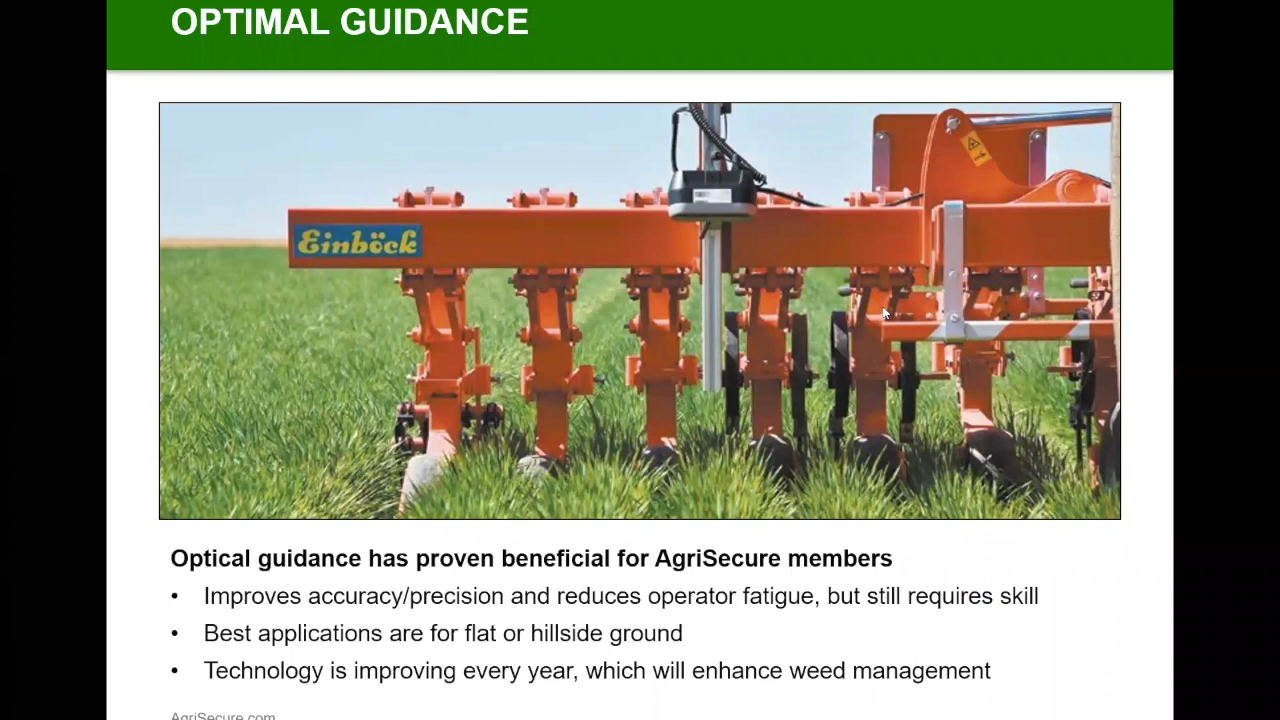 OPTIMAL GUIDANCE
Einböck
Optical guidance has proven beneficial for AgriSecure members
• Improves accuracy/precision and reduces operator fatigue, but still requires skill
• Best applications are for flat or hillside ground
• Technology is improving every year, which will enhance weed management
AgriSecure.com